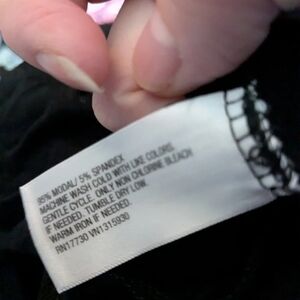 95% MODAL/ 5% SPANDEX
MACHINE WASH COLD WITH LIKE COLORS.
GENTLE CYCLE. ONLY NON CHLORINE BLEACH
IF NEEDED. TUMBLE DRY LOW.
WARM IRON IF NEEDED.
RN17730 VN1315930